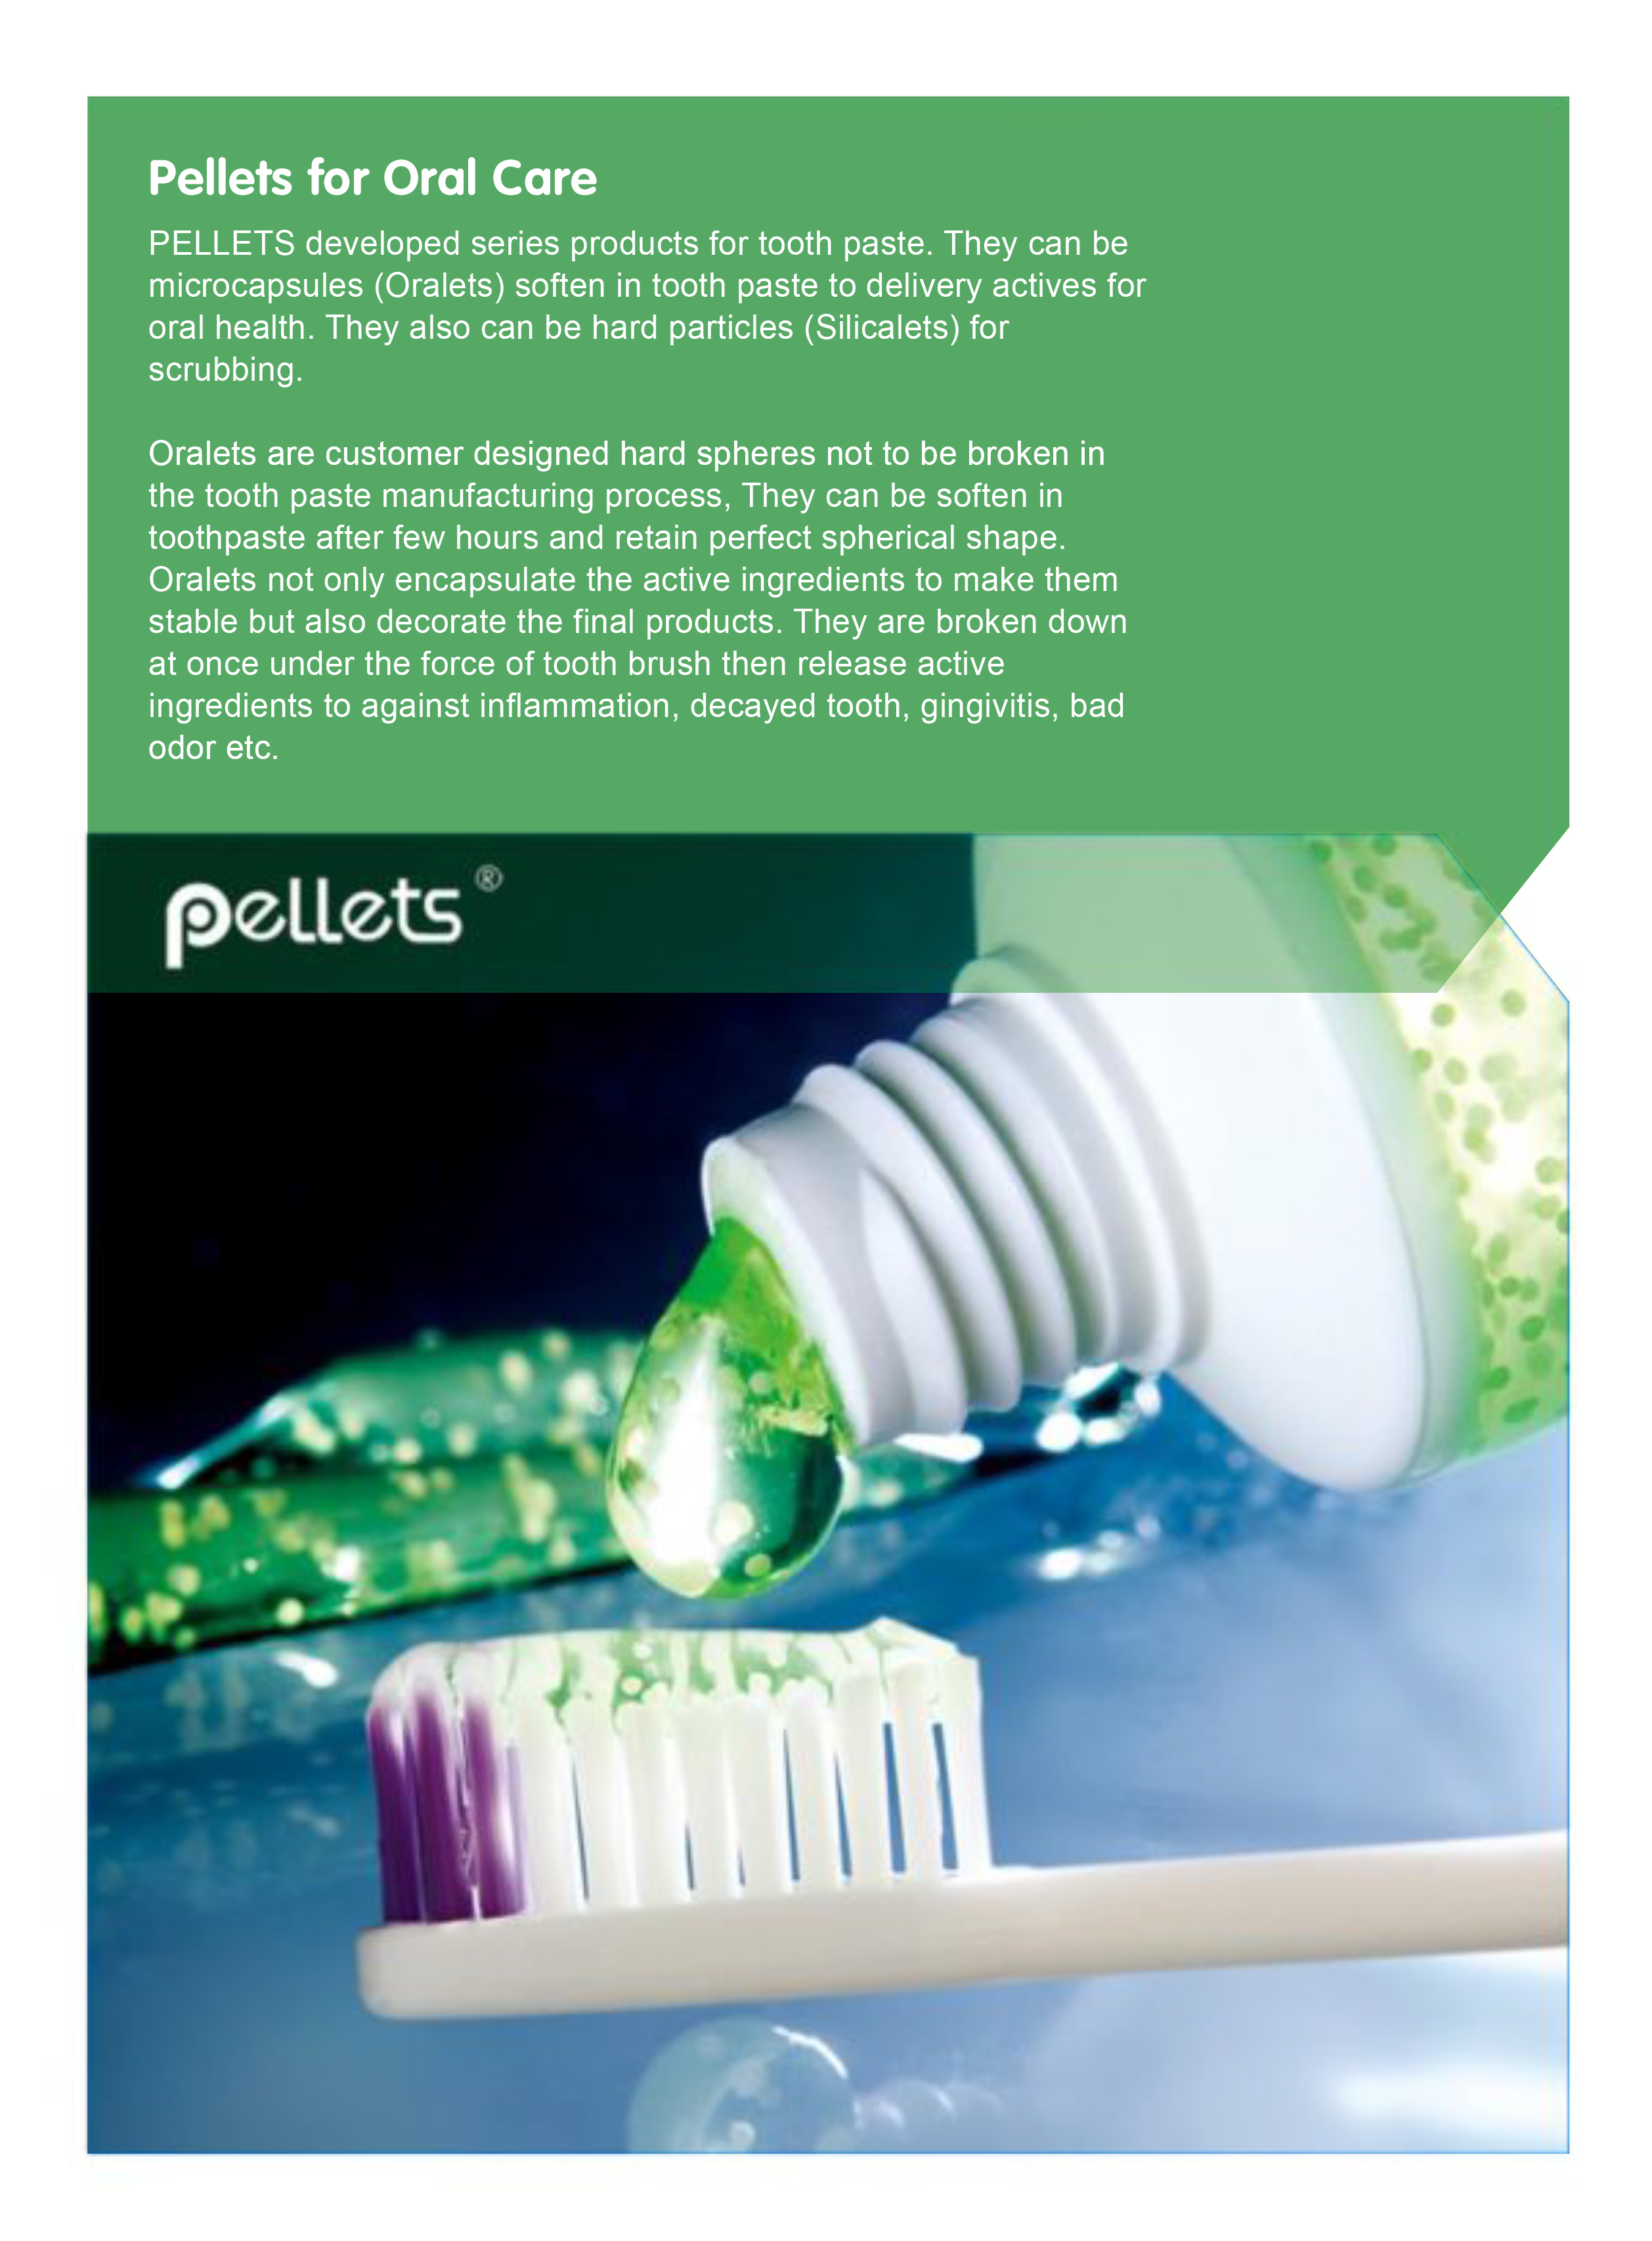 Pellets for Oral Care
PELLETS developed series products for tooth paste. They can be
microcapsules (Oralets) soften in tooth paste to delivery actives for
oral health. They also can be hard particles (Silicalets) for
scrubbing.
Oralets are customer designed hard spheres not to be broken in
the tooth paste manufacturing process, They can be soften in
toothpaste after few hours and retain perfect spherical shape.
Oralets not only encapsulate the active ingredients to make them
stable but also decorate the final products. They are broken down
at once under the force of tooth brush then release active
ingredients to against inflammation, decayed tooth, gingivitis, bad
odor etc.
pellets®